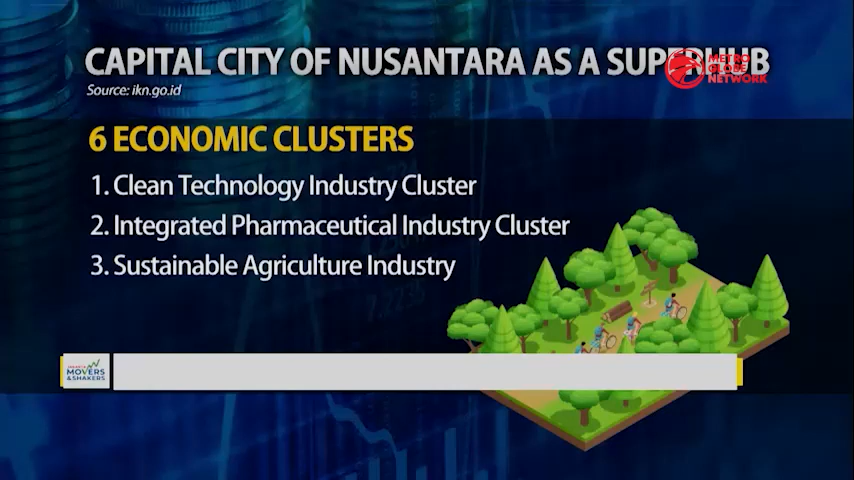 CAPITAL CITY OF NUSANTARA AS A SUPERHUB
METRO
GLOBE
NETWORK
Source: ikn.go.id
6 ECONOMIC CLUSTERS
1. Clean Technology Industry Cluster
2. Integrated Pharmaceutical Industry Cluster
3. Sustainable Agriculture Industry
MOVERS
&SHAKERS